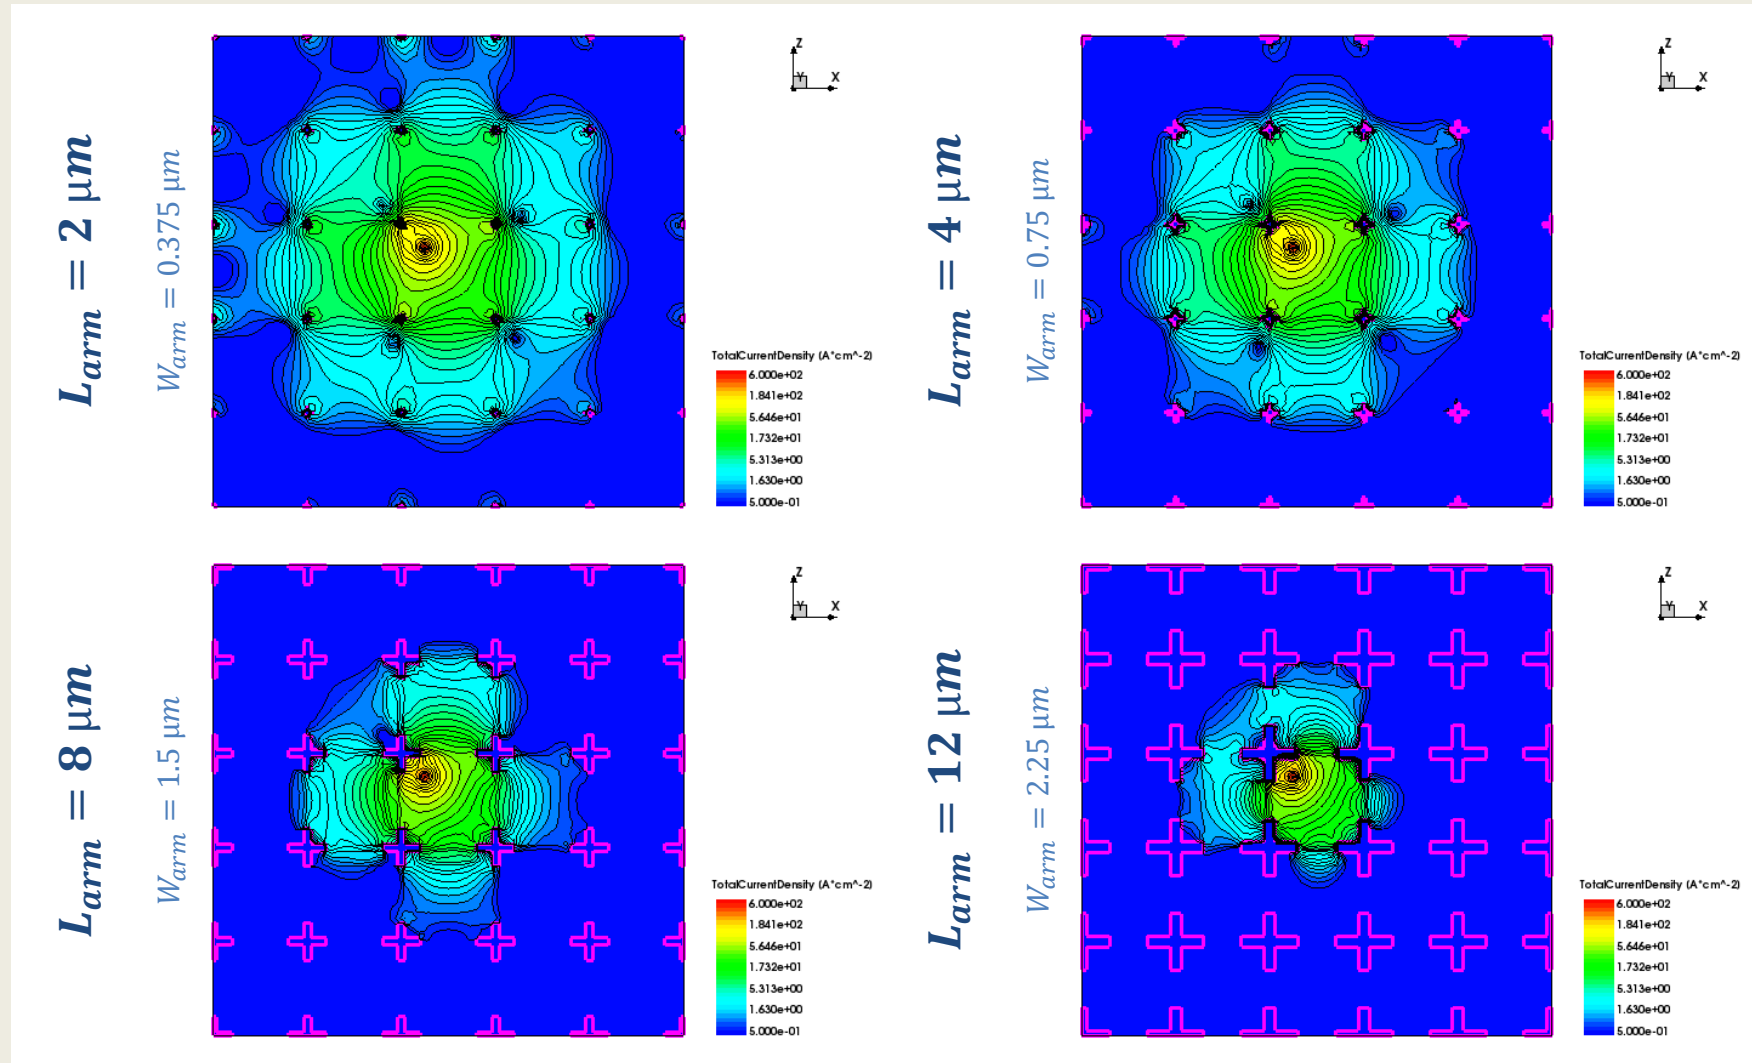 L_arm = 2 μm
W_arm = 0.375 μm
Z
Y
X
TotalCurrentDensity (A*cm^-2)
6.000e+02
1.841e+02
5.646e+01
1.732e+01
5.313e+00
1.630e+00
5.000e-01
L_arm = 4 μm
W_arm = 0.75 μm
Z
Y
X
TotalCurrentDensity (A*cm^-2)
6.000e+02
1.841e+02
5.646e+01
1.732e+01
5.313e+00
1.630e+00
5.000e-01
L_arm = 8 μm
W_arm = 1.5 μm
Z
Y
X
TotalCurrentDensity (A*cm^-2)
6.000e+02
1.841e+02
5.646e+01
1.732e+01
5.313e+00
1.630e+00
5.000e-01
L_arm = 12 μm
W_arm = 2.25 μm
Z
Y
X
TotalCurrentDensity (A*cm^-2)
6.000e+02
1.841e+02
5.646e+01
1.732e+01
5.313e+00
1.630e+00
5.000e-01